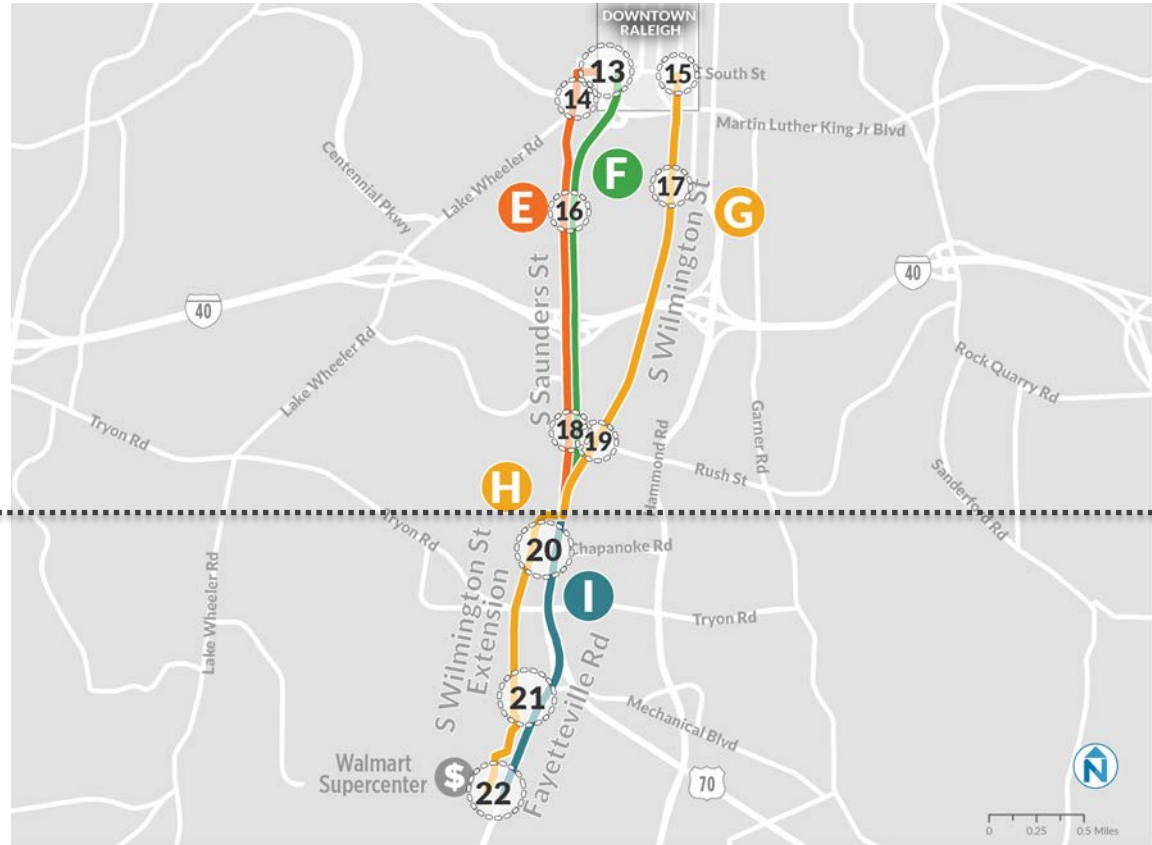 DOWNTOWN
RALEIGH
13
15
S South St
14
Martin Luther King Jr Blvd
Centennial Pkwy
Lake Wheeler Rd
F
17
E
16
G
S Saunders St
S Wilmington St
40
40
Lake Wheeler Rd
Rock Quarry Rd
Tryon Rd
18
19
Garner Rd
Hammond Rd
Rush St
Sanderford Rd
H
Tryon Rd
20
Chapanoke Rd
Lake Wheeler Rd
S Wilmington St
Extension
I
Tryon Rd
Fayetteville Rd
21
Mechanical Blvd
Walmart
Supercenter
$
22
70
N
0 0.25 0.5 Miles